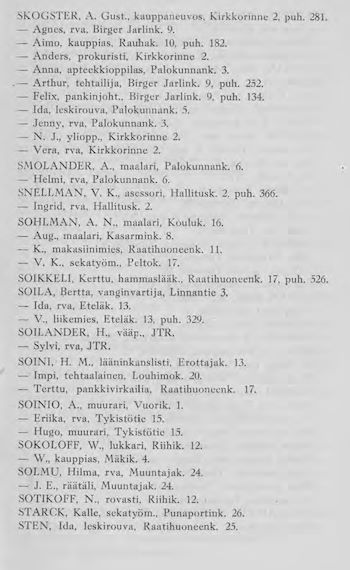 SKOGSTER, A. Gust., kauppaneuvos, Kirkkorinne 2, puh. 281.
— Agnes, rva, Birger Jarlink. 9.
— Aimo, kauppias, Rauhak. 10, puh. 182.
— Anders, prokuristi, Kirkkorinne 2.
— Anna, apteekkioppilas, Palokunnank. 3.
— Arthur, tehtailija, Birger Jarlink. 9, puh. 252.
— Felix, pankinjoht., Birger Jarlink. 9, puh. 134.
— Ida, leskirouva, Palokunnank. 5.
— Jenny, rva, Palokunnank. 3.
— N. J., yliopp., Kirkkorinne 2.
— Vera, rva, Kirkkorinne 2.
SMOLANDER, A., maalari, Palokunnank. 6.
— Helmi, rva, Palokunnank. 6.
SNELLMAN, V. K., asessori, Hallitusk. 2, puh. 366.
— Ingrid, rva, Hallitusk. 2.
SOHLMAN, A. N., maalari, Kouluk. 16.
— Aug., maalari, Kasarmink. 8.
— K., makasiinimies, Raatihuoneenk. 11.
— V. K., sekatyöm., Peltok. 17.
SOIKKELI, Kerttu, hammaslääk., Raatihuoneenk. 17, puh. 526.
SOILA, Bertta, vanginvartija, Linnantie 3.
— Ida, rva, Eteläk. 13.
— V., liikemies, Eteläk. 13, puh. 329.
SOILANDER, H., vääp., JTR.
— Sylvi, rva, JTR.
SOINI, H. M., lääninkanslisti, Erottajak. 13.
— Impi, tehtaalainen, Louhimok. 20.
— Terttu, pankkivirkailia, Raatihuoneenk. 17.
SOINIO, A., muurari, Vuorik. 1.
— Eriika, rva, Tykistötie 15.
— Hugo, muurari, Tykistötie 15.
SOKOLOFF, W., lukkari, Riihik. 12.
— W., kauppias, Mäkik. 4.
SOLMU, Hilma, rva, Muuntajak. 24.
— J. E., räätäli, Muuntajak. 24.
SOTIKOFF, N., rovasti, Riihik. 12.
STARCK, Kalle, sekatyöm., Punaportink. 26.
STEN, Ida, leskirouva, Raatihuoneenk. 25.